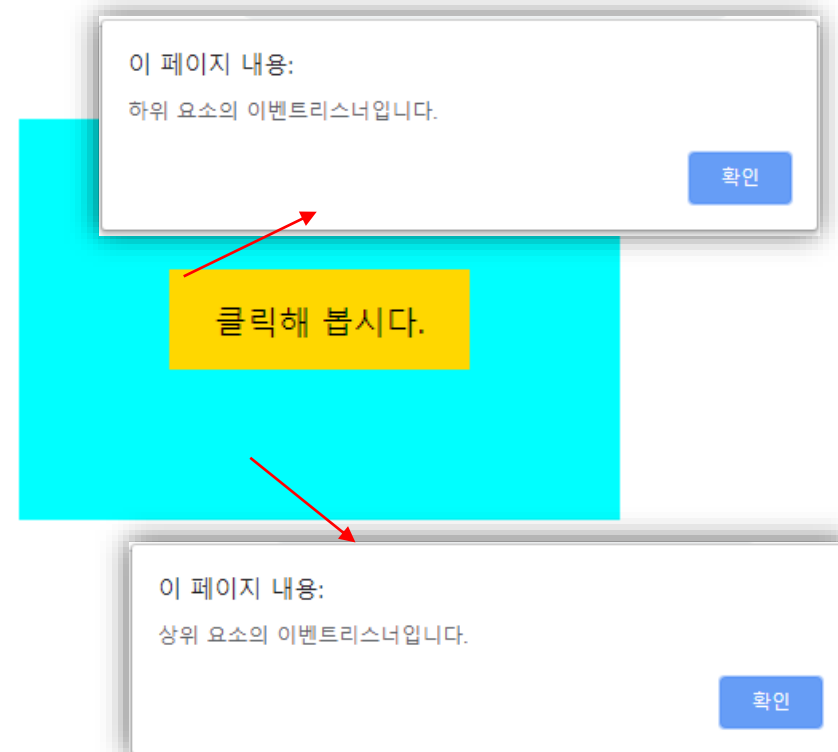 이 페이지 내용:
하위 요소의 이벤트리스너입니다.
확인
클릭해 봅시다.
이 페이지 내용:
상위 요소의 이벤트리스너입니다.
확인